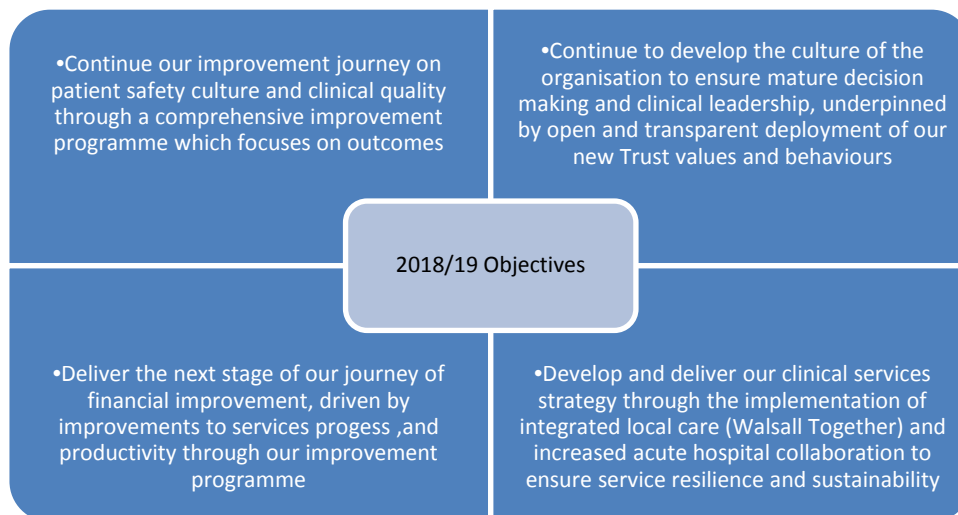 •Continue our improvement journey on
patient safety culture and clinical quality
through a comprehensive improvement
programme which focuses on outcomes
•Continue to develop the culture of the
organisation to ensure mature decision
making and clinical leadership, underpinned
by open and transparent deployment of our
new Trust values and behaviours
2018/19 Objectives
•Deliver the next stage of our journey of
financial improvement, driven by
improvements to services progess ,and
productivity through our improvement
programme
•Develop and deliver our clinical services
strategy through the implementation of
integrated local care (Walsall Together) and
increased acute hospital collaboration to
ensure service resilience and sustainability